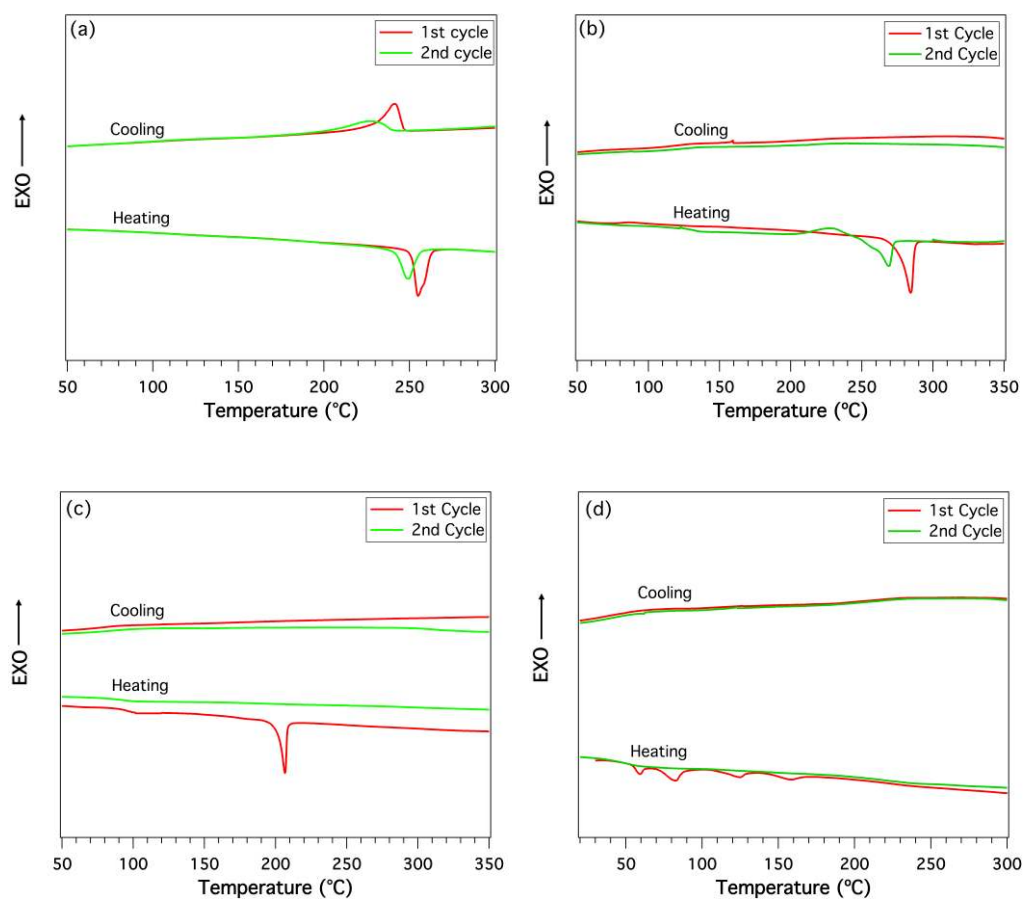 (a)
1st cycle
2nd cycle
Cooling
Heating
EXO
50 100 150 200 250 300
Temperature (°C)
(b)
1st Cycle
2nd Cycle
Cooling
Heating
EXO
50 100 150 200 250 300 350
Temperature (ºC)
(c)
1st Cycle
2nd Cycle
Cooling
Heating
EXO
50 100 150 200 250 300 350
Temperature (°C)
(d)
1st Cycle
2nd Cycle
Cooling
Heating
EXO
50 100 150 200 250 300
Temperature (ºC)